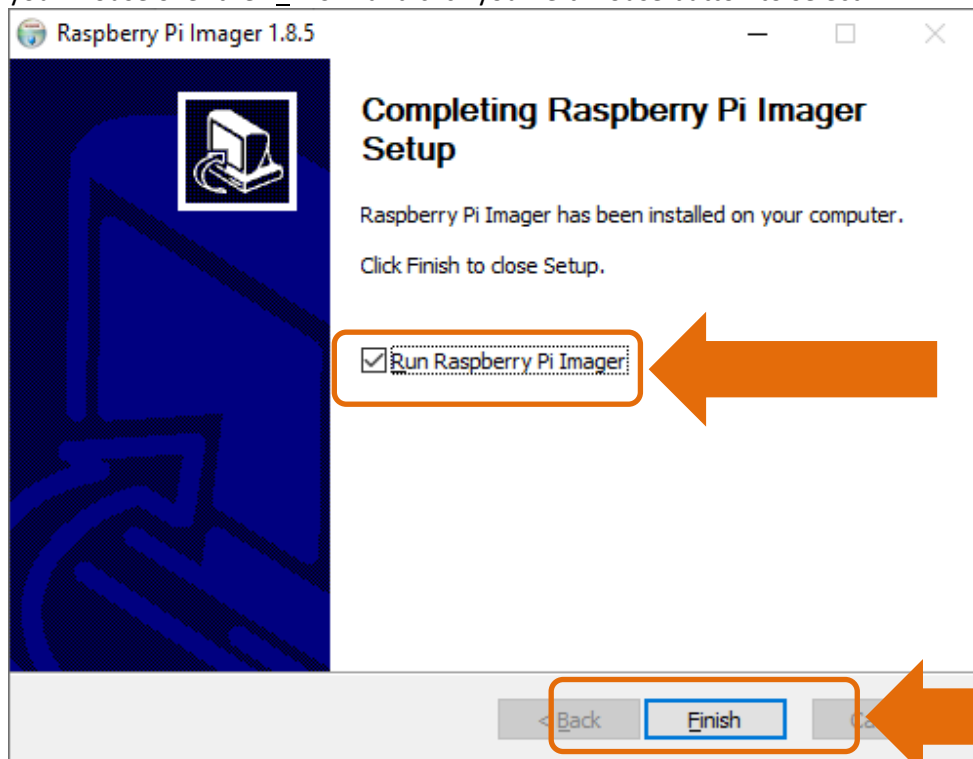 Raspberry Pi Imager 1.8.5
Completing Raspberry Pi Imager
Setup
Raspberry Pi Imager has been installed on your computer.
Click Finish to close Setup.
Run Raspberry Pi Imager
< Back Finish